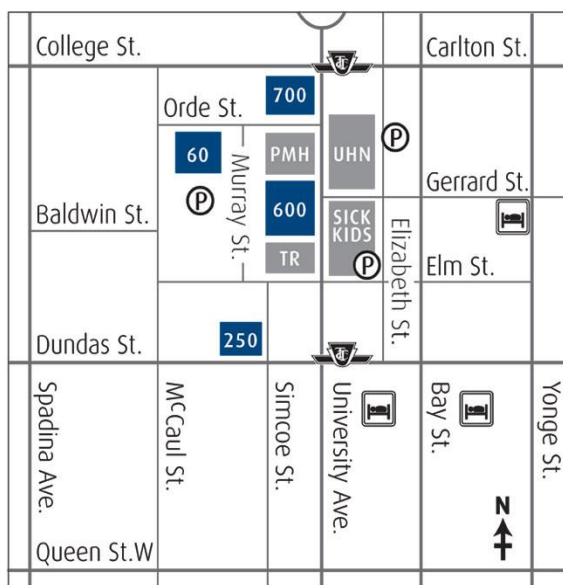 College St.
Carlton St.
TTC
Orde St.
700
60
PMH
UHN
P
Murray St.
P
600
Gerrard St.
Baldwin St.
SICK
KIDS
Elizabeth St.
TR
P
Elm St.
250
Dundas St.
TTC
Spadina Ave.
McCaul St.
Simcoe St.
University Ave.
Bay St.
Yonge St.
N
Queen St.W